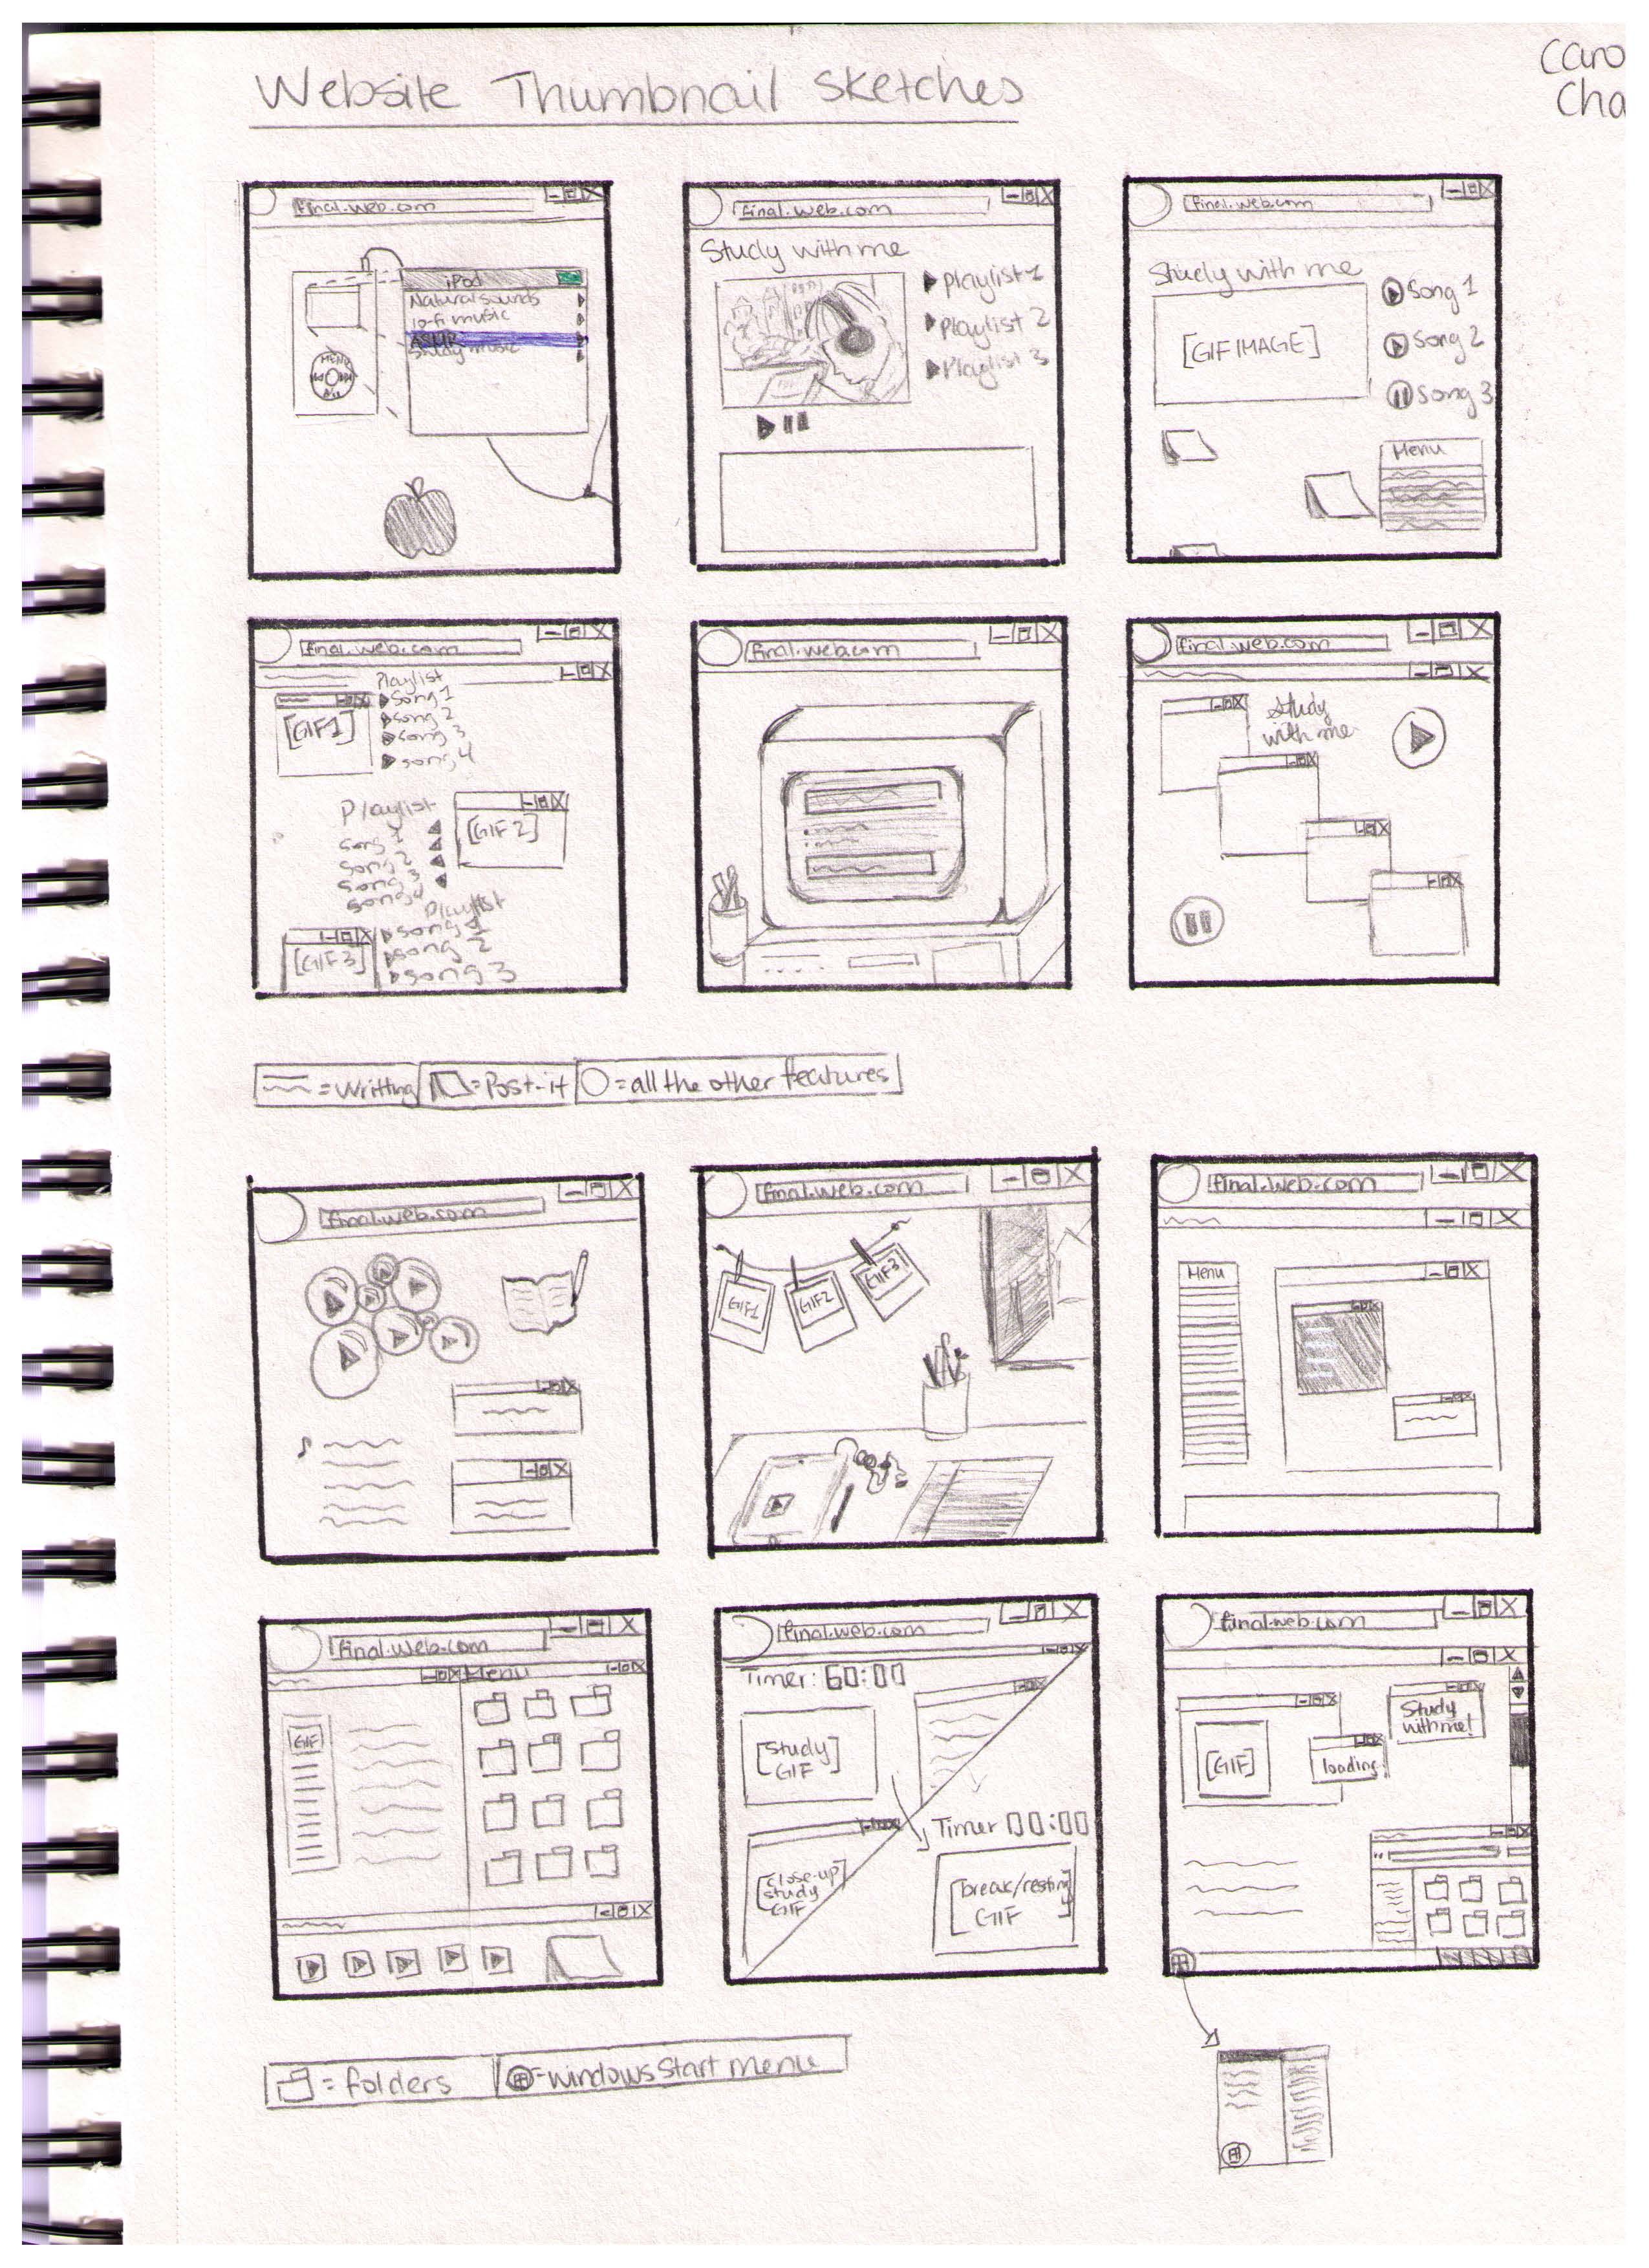 Website Thumbnail Sketches
Caro
Cha
final.web.com
iPod
Natural sounds
lo-fi music
ASMR
Study music
MENU
final.web.com
Study with me
playlist 1
playlist 2
playlist 3
final.web.com
Study with me
[GIF IMAGE]
Song 1
Song 2
Song 3
Menu
final.web.com
Playlist
[GIF1]
Song 1
song 2
song 3
song 4
Playlist
[GIF 2]
song 1
song 2
song 3
song 4
Playlist
[GIF3]
song 1
song 2
song 3
final.web.com
final.web.com
Study
with me
= Writting
= Post-it
= all the other features
final.web.com
final.web.com
GIF1
GIF2
GIF3
final.web.com
Menu
final.web.com
Menu
GIF
final.web.com
Timer: 60:00
[Study
GIF]
Timer 00:00
[close-up
study
GIF]
[break/resting
GIF]
final.web.com
Study
with me!
[GIF]
loading
= folders
= windows start menu